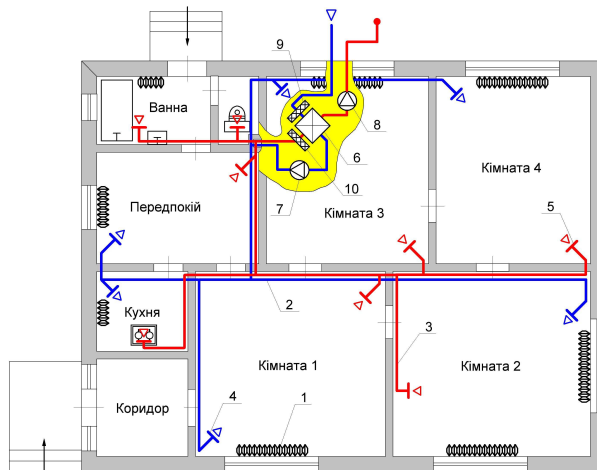 9
Ванна
8
6
Кімната 4
10
Передпокій
7
Кімната 3
5
2
Кухня
3
Кімната 1
Кімната 2
4
1
Коридор